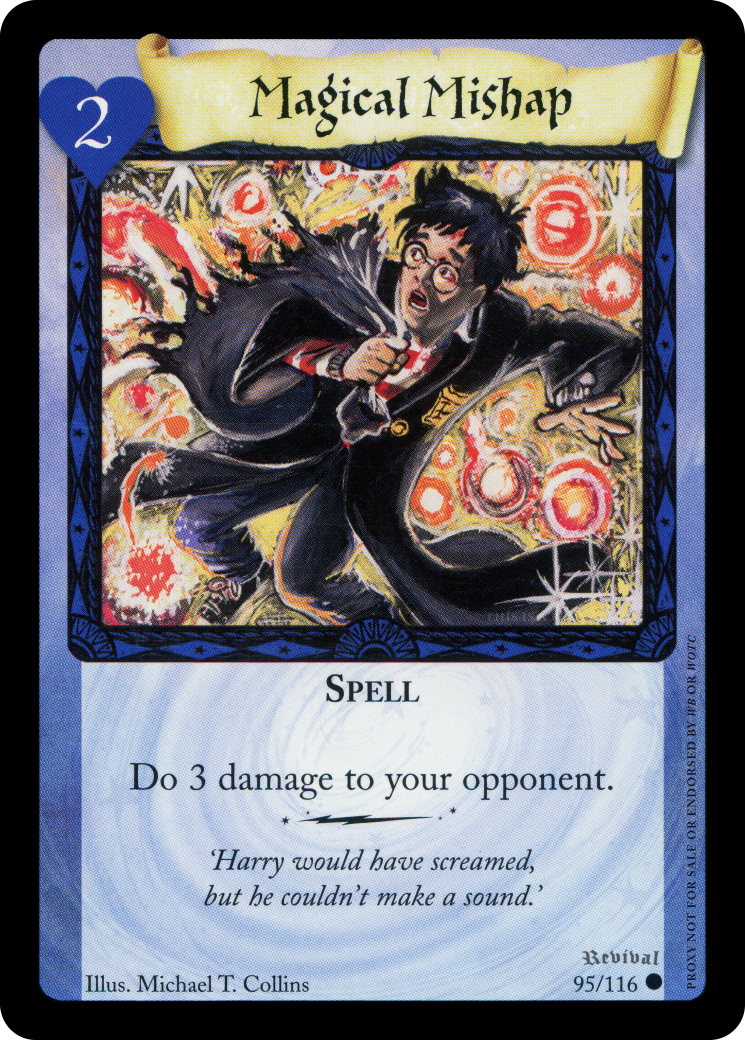 2
Magical Mishap
SPELL
Do 3 damage to your opponent.
‘Harry would have screamed,
but he couldn’t make a sound.’
Revival
Illus. Michael T. Collins
95/116
PROXY NOT FOR SALE OR ENDORSED BY WB OR WOTC